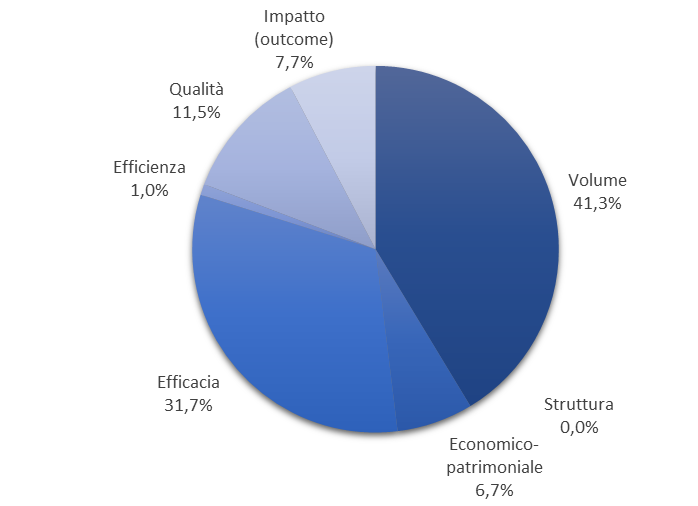 Impatto
(outcome)
7,7%
Qualità
11,5%
Efficienza
1,0%
Volume
41,3%
Efficacia
31,7%
Struttura
0,0%
Economico-
patrimoniale
6,7%